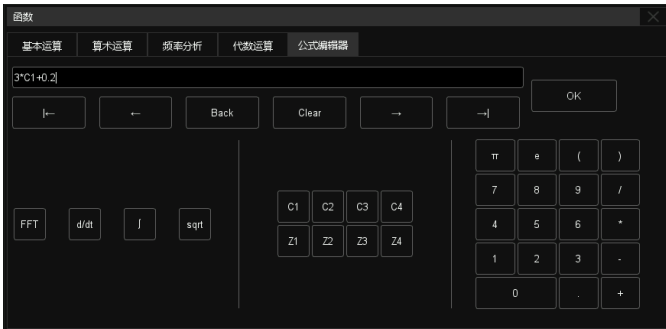 函数
基本运算 算术运算 频率分析 代数运算 公式编辑器
3*C1+0.2
OK
|← ← Back Clear → →|
π e ( )
7 8 9 /
C1 C2 C3 C4
FFT d/dt ∫ sqrt
4 5 6 *
Z1 Z2 Z3 Z4
1 2 3 -
0 . +